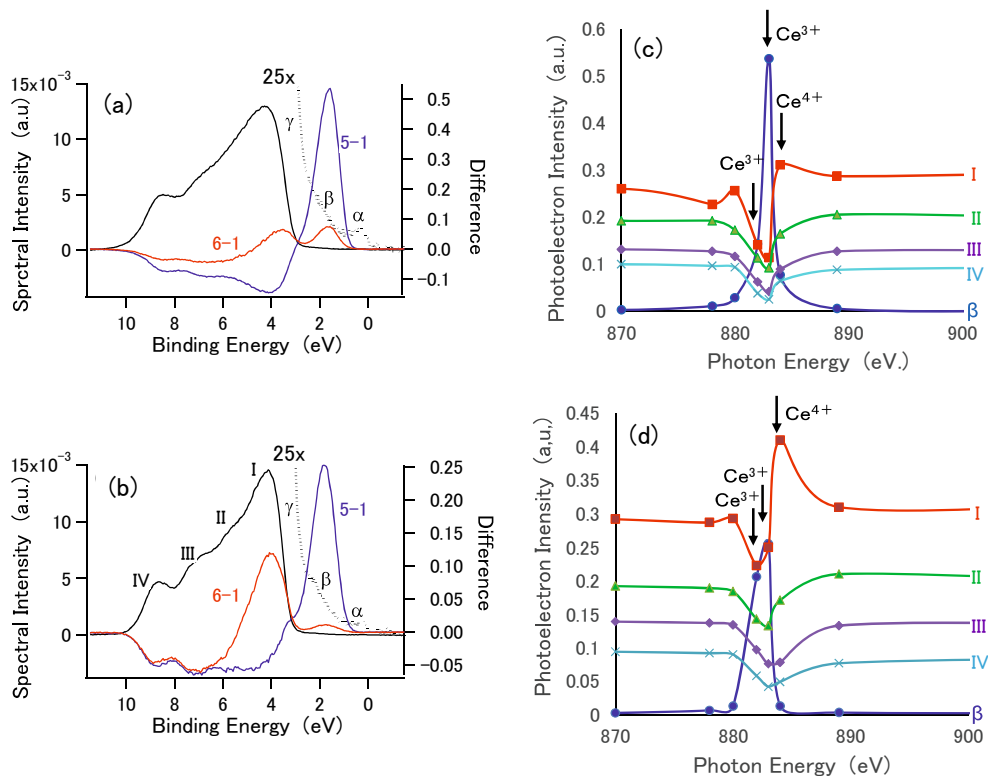 (a)
25x
15x10⁻³
10
5
0
Sprctral Intensity (a.u)
γ
5-1
β
α
6-1
0.5
0.4
0.3
0.2
0.1
0.0
-0.1
Difference
10 8 6 4 2 0
Binding Energy (eV)
(b)
I
25x
15x10⁻³
10
5
0
Spectral Intensity (a.u.)
II
III
IV
γ
5-1
β
α
6-1
0.25
0.20
0.15
0.10
0.05
0.00
-0.05
Difference
10 8 6 4 2 0
Binding Energy (eV)
(c)
Ce³⁺
Ce⁴⁺
Ce³⁺
0.6
0.5
0.4
0.3
0.2
0.1
0
Photoelectron Intensity (a.u.)
I
II
III
IV
β
870 880 890 900
Photon Energy (eV.)
(d)
Ce⁴⁺
Ce³⁺
Ce³⁺
0.45
0.4
0.35
0.3
0.25
0.2
0.15
0.1
0.05
0
Photoelectron Inensity (a,u,)
I
II
III
IV
β
870 880 890 900
Photon Energy (eV)